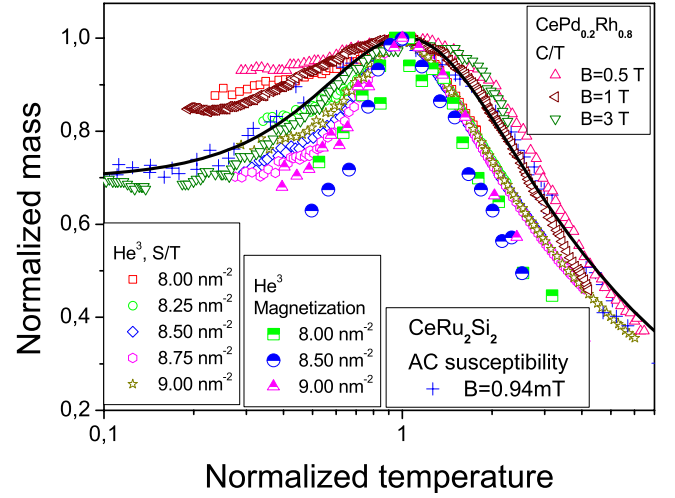 Normalized mass
1,0
0,8
0,6
0,4
0,2
0,1
1
Normalized temperature
CePd0.2Rh0.8
C/T
B=0.5 T
B=1 T
B=3 T
He3, S/T
8.00 nm-2
8.25 nm-2
8.50 nm-2
8.75 nm-2
9.00 nm-2
He3
Magnetization
8.00 nm-2
8.50 nm-2
9.00 nm-2
CeRu2Si2
AC susceptibility
B=0.94mT